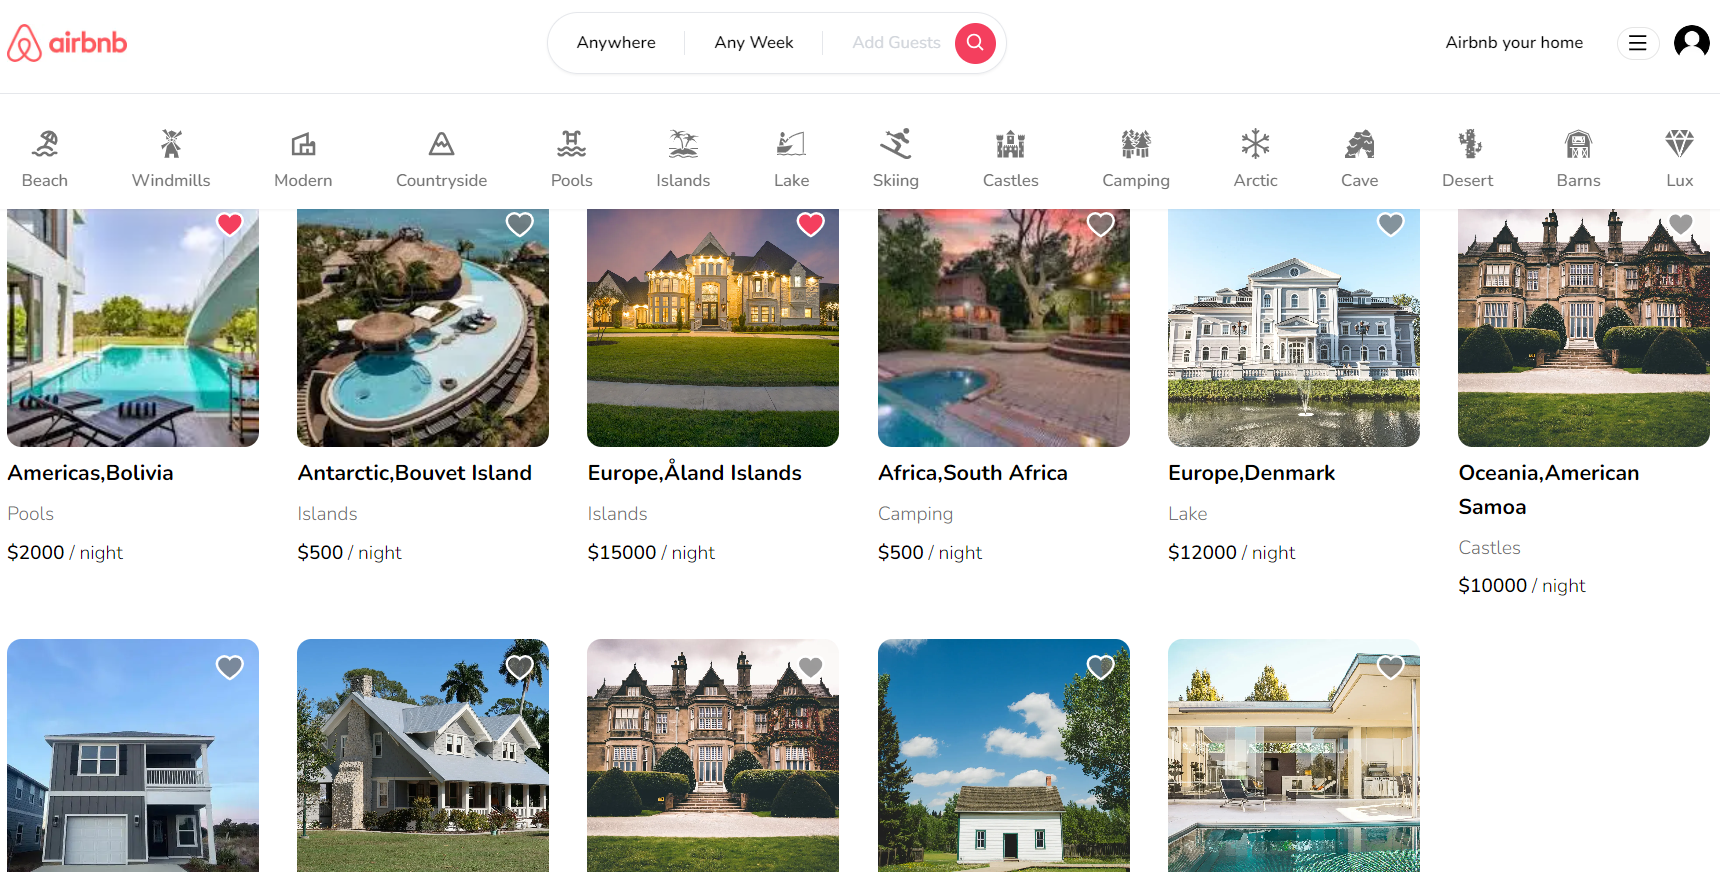 airbnb
Anywhere
Any Week
Add Guests
Airbnb your home
Beach
Windmills
Modern
Countryside
Pools
Islands
Lake
Skiing
Castles
Camping
Arctic
Cave
Desert
Barns
Lux
Americas,Bolivia
Pools
$2000 / night
Antarctic,Bouvet Island
Islands
$500 / night
Europe,Åland Islands
Islands
$15000 / night
Africa,South Africa
Camping
$500 / night
Europe,Denmark
Lake
$12000 / night
Oceania,American
Samoa
Castles
$10000 / night